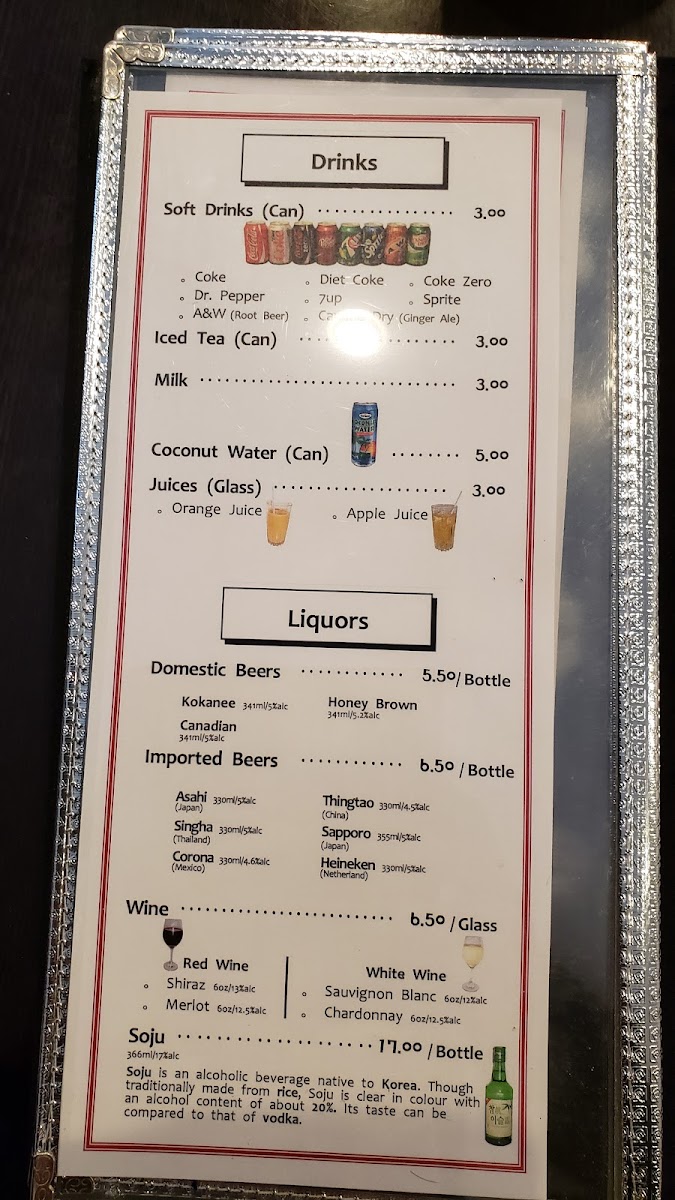 Drinks
Soft Drinks (Can) 3.00
Coke Diet Coke Coke Zero
Dr. Pepper 7up Sprite
A&W (Root Beer) Dry (Ginger Ale)
Iced Tea (Can) 3.00
Milk 3.00
Coconut Water (Can) 5.00
Juices (Glass) 3.00
Orange Juice Apple Juice
Liquors
Domestic Beers 5.50/Bottle
Kokanee 341ml/5%alc Honey Brown
341ml/5.2%alc
Canadian
341ml/5%alc
Imported Beers 6.50 /Bottle
Asahi 330ml/5%alc Thingtao 330ml/4.5%alc
(Japan) (China)
Singha 330ml/5%alc Sapporo 355ml/5%alc
(Thailand) (Japan)
Corona 330ml/4.6%alc Heineken 330ml/5%alc
(Mexico) (Netherland)
Wine 6.50 /Glass
Red Wine White Wine
Shiraz 6oz/13%alc Sauvignon Blanc 6oz/12%alc
Merlot 6oz/12.5%alc Chardonnay 6oz/12.5%alc
Soju 17.00 /Bottle
366ml/17%alc
Soju is an alcoholic beverage native to Korea. Though
traditionally made from rice, Soju is clear in colour with
an alcohol content of about 20%. Its taste can be
compared to that of vodka.